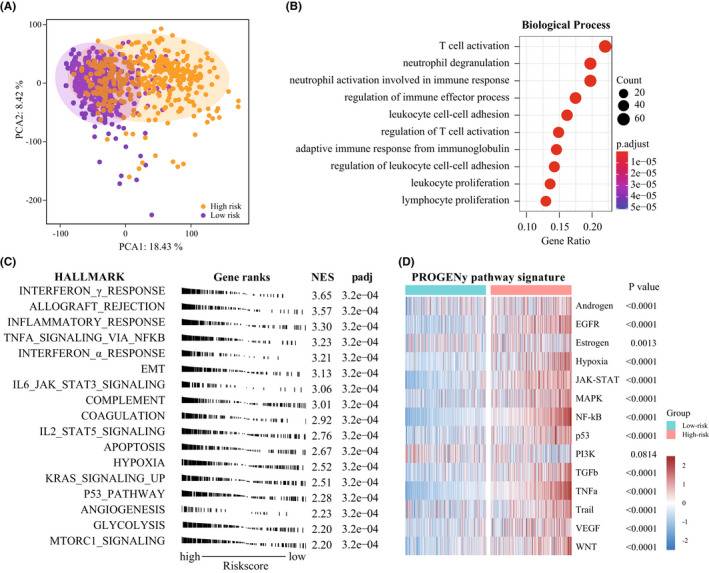 (A)
100
0
-100
-200
PCA2: 8.42 %
High risk
Low risk
-100
0
100
PCA1: 18.43 %
(B)
Biological Process
T cell activation
neutrophil degranulation
neutrophil activation involved in immune response
regulation of immune effector process
leukocyte cell-cell adhesion
regulation of T cell activation
adaptive immune response from immunoglobulin
regulation of leukocyte cell-cell adhesion
leukocyte proliferation
lymphocyte proliferation
0.10 0.15 0.20
Gene Ratio
Count
20
40
60
p.adjust
1e−05
2e−05
3e−05
4e−05
5e−05
(C)
HALLMARK Gene ranks NES padj
INTERFERON_γ_RESPONSE 3.65 3.2e−04
ALLOGRAFT_REJECTION 3.57 3.2e−04
INFLAMMATORY_RESPONSE 3.30 3.2e−04
TNFA_SIGNALING_VIA_NFKB 3.23 3.2e−04
INTERFERON_α_RESPONSE 3.21 3.2e−04
EMT 3.13 3.2e−04
IL6_JAK_STAT3_SIGNALING 3.06 3.2e−04
COMPLEMENT 3.01 3.2e−04
COAGULATION 2.92 3.2e−04
IL2_STAT5_SIGNALING 2.76 3.2e−04
APOPTOSIS 2.67 3.2e−04
HYPOXIA 2.52 3.2e−04
KRAS_SIGNALING_UP 2.51 3.2e−04
P53_PATHWAY 2.28 3.2e−04
ANGIOGENESIS 2.23 3.2e−04
GLYCOLYSIS 2.20 3.2e−04
MTORC1_SIGNALING 2.20 3.2e−04
high low
Riskscore
(D)
PROGENy pathway signature
P value
Androgen <0.0001
EGFR <0.0001
Estrogen 0.0013
Hypoxia <0.0001
JAK-STAT <0.0001
MAPK <0.0001
NF-kB <0.0001
p53 <0.0001
PI3K 0.0814
TGFb <0.0001
TNFa <0.0001
Trail <0.0001
VEGF <0.0001
WNT <0.0001
Group
Low-risk
High-risk
2
1
0
-1
-2